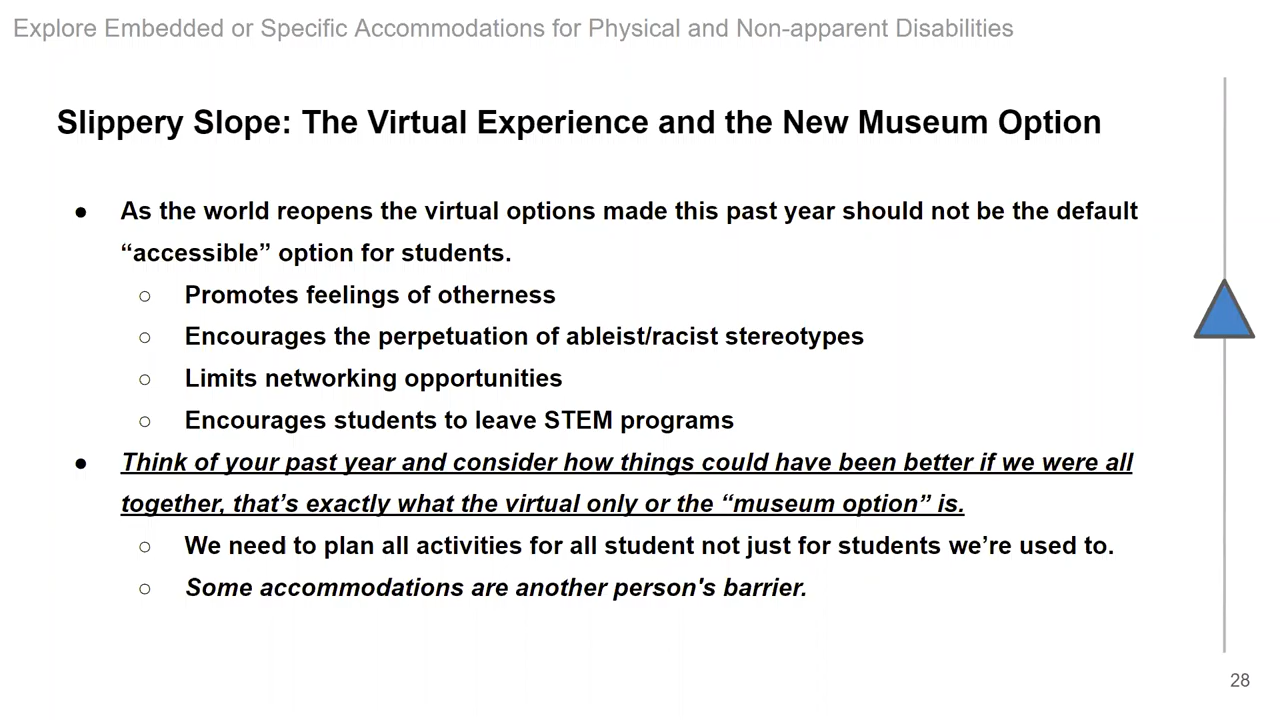 Explore Embedded or Specific Accommodations for Physical and Non-apparent Disabilities
Slippery Slope: The Virtual Experience and the New Museum Option
● As the world reopens the virtual options made this past year should not be the default
“accessible” option for students.
○ Promotes feelings of otherness
○ Encourages the perpetuation of ableist/racist stereotypes
○ Limits networking opportunities
○ Encourages students to leave STEM programs
● Think of your past year and consider how things could have been better if we were all
together, that’s exactly what the virtual only or the “museum option” is.
○ We need to plan all activities for all student not just for students we’re used to.
○ Some accommodations are another person's barrier.
28